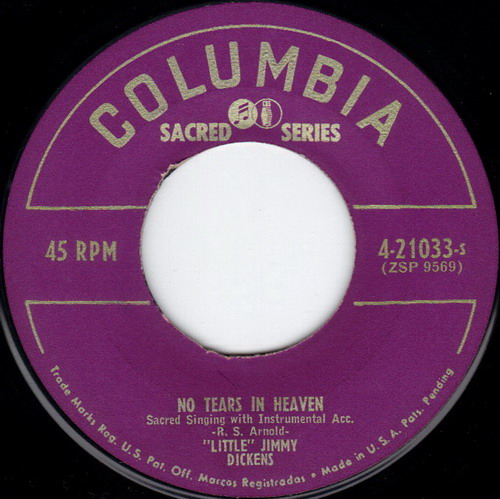 COLUMBIA
SACRED SERIES
45 RPM
4-21033-s
(ZSP 9569)
NO TEARS IN HEAVEN
Sacred Singing with Instrumental Acc.
-R. S. Arnold-
"LITTLE" JIMMY
DICKENS
Trade Marks Reg. U.S. Pat. Off. Marcas Registradas • Made in U.S.A. Pats. Pending